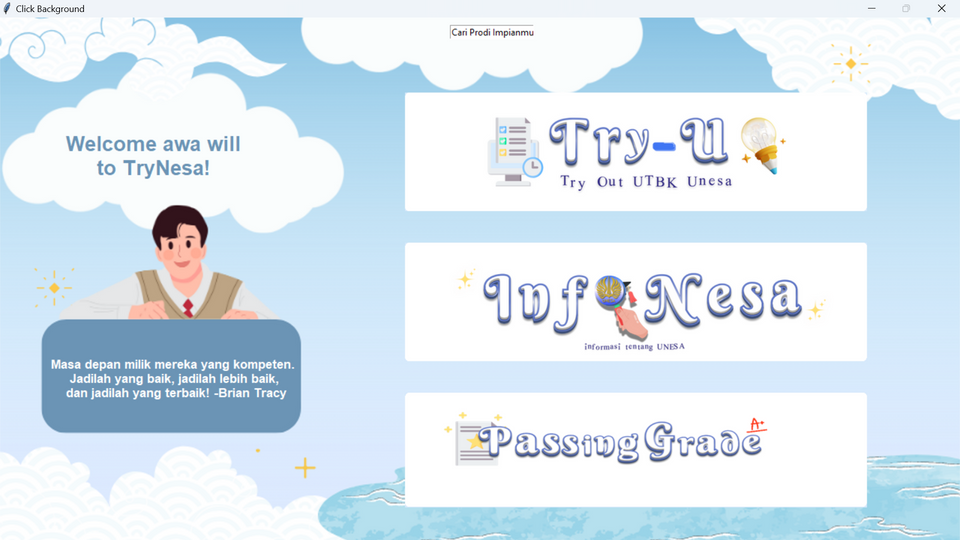 Click Background
Cari Prodi Impianmu
Welcome awa will
to TryNesa!
Masa depan milik mereka yang kompeten.
Jadilah yang baik, jadilah lebih baik,
dan jadilah yang terbaik! -Brian Tracy
Try-U
Try Out UTBK Unesa
Inf Nesa
informasi tentang UNESA
Passing Grade
A+